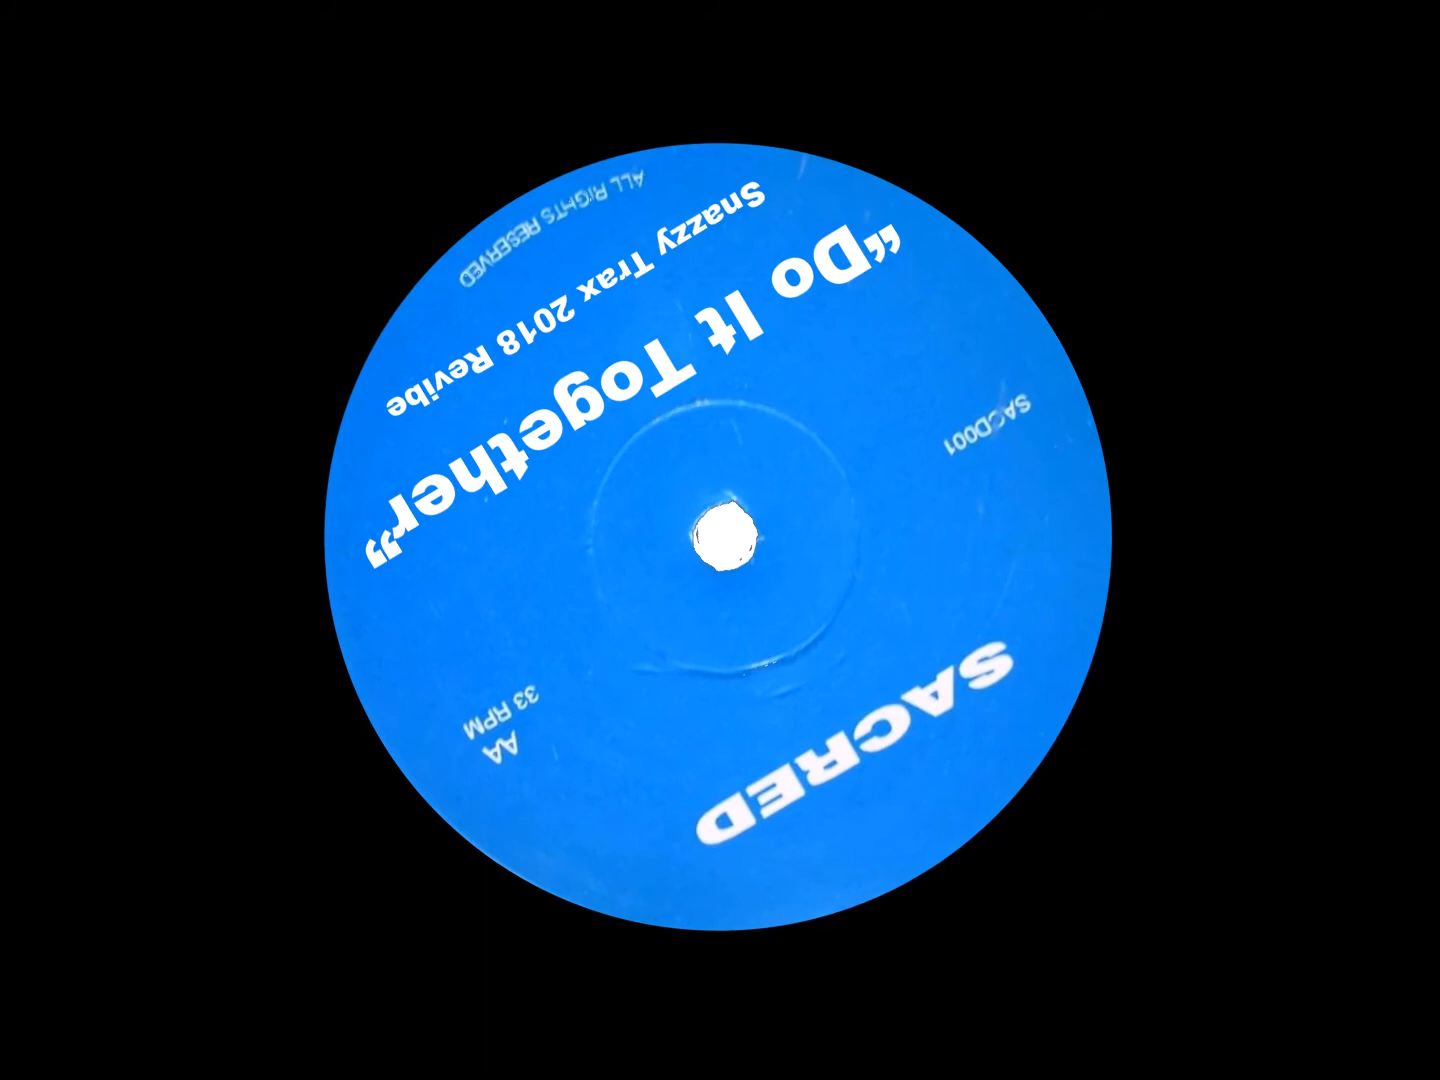 SACRED
AA
33 RPM
SACD001
“Do It Together”
Snazzy Trax 2018 Revibe
ALL RIGHTS RESERVED